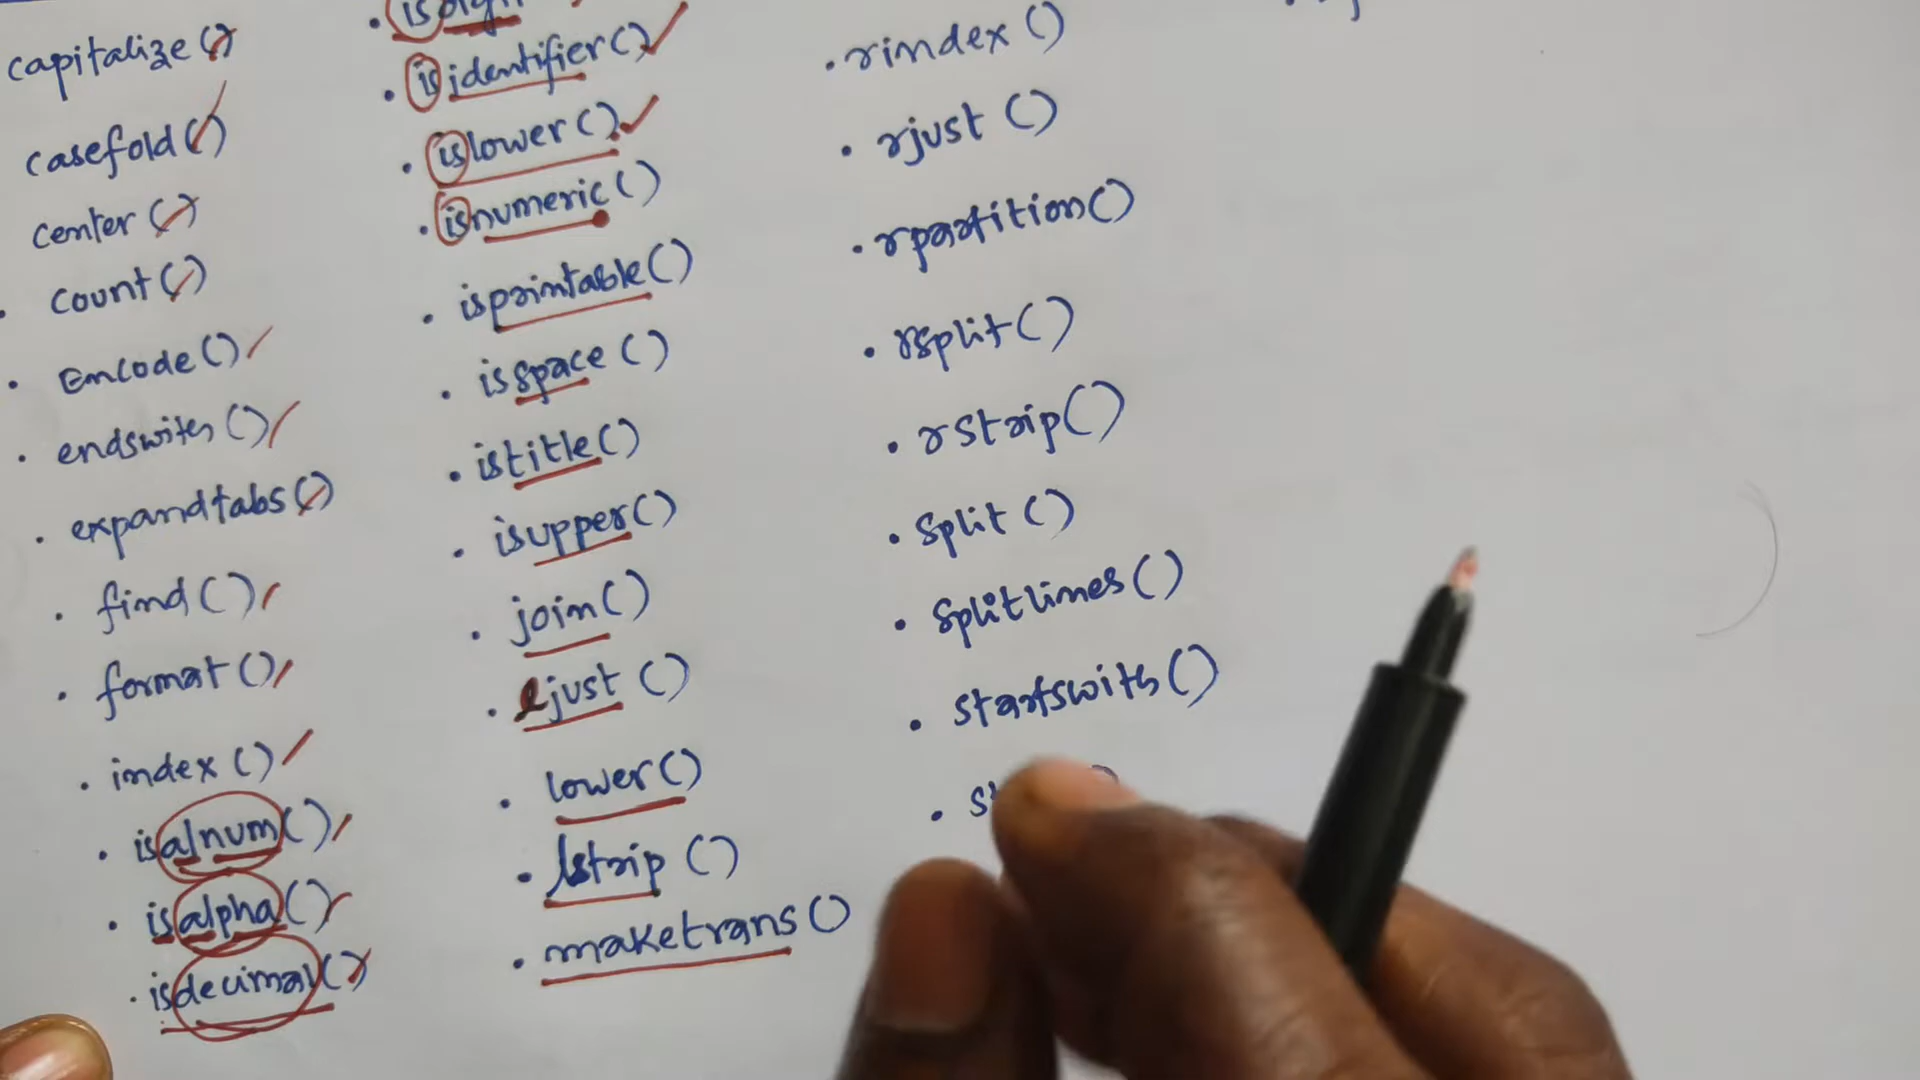 capitalize()
casefold()
center()
• count()
• Encode()
• endswith()
• expandtabs()
• find()
• format()
• index()
• isalnum()
• isalpha()
• isdecimal()
• isidentifier()
• islower()
• isnumeric()
• isprintable()
• isspace()
• istitle()
• isupper()
• join()
• ljust()
• lower()
• lstrip()
• maketrans()
• rindex()
• rjust()
• rpartition()
• rsplit()
• rstrip()
• split()
• splitlines()
• startswith()